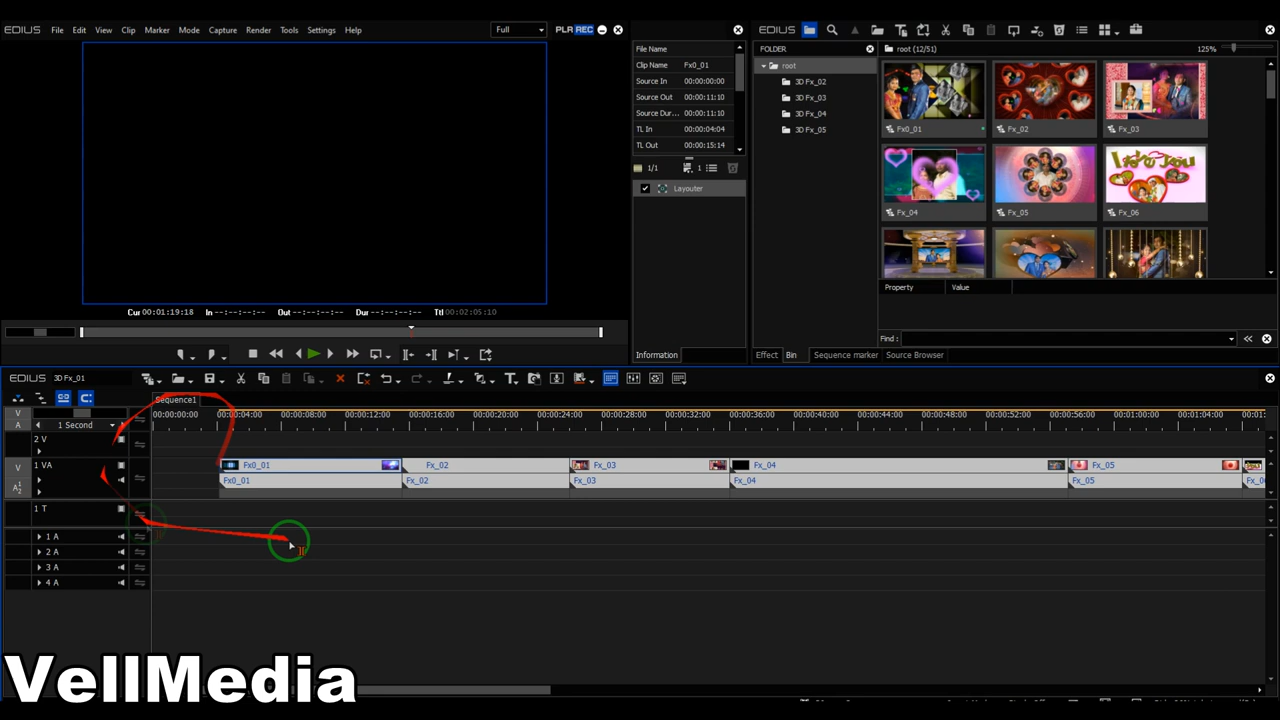 EDIUS File Edit View Clip Marker Mode Capture Render Tools Settings Help Full PLR REC
Cur 00:01:19:18 In --:--:--:-- Out --:--:--:-- Dur --:--:--:-- Ttl 00:02:05:10
File Name
Clip Name Fx0_01
Source In 00:00:00:00
Source Out 00:00:11:10
Source Dur... 00:00:11:10
TL In 00:00:04:04
TL Out 00:00:15:14
1/1 1
Layouter
Information
EDIUS
FOLDER
root
3D Fx_02
3D Fx_03
3D Fx_04
3D Fx_05
root (12/51) 125%
Fx0_01 Fx_02 Fx_03
Fx_04 Fx_05 Fx_06
I Love You
Property Value
Find :
Effect Bin Sequence marker Source Browser
EDIUS 3D Fx_01
Sequence1
V
A
1 Second
00:00:00:00 00:00:04:00 00:00:08:00 00:00:12:00 00:00:16:00 00:00:20:00 00:00:24:00 00:00:28:00 00:00:32:00 00:00:36:00 00:00:40:00 00:00:44:00 00:00:48:00 00:00:52:00 00:00:56:00 00:01:00:00 00:01:04:00
2 V
V 1 VA Fx0_01 Fx_02 Fx_03 Fx_04 Fx_05
A12 Fx0_01 Fx_02 Fx_03 Fx_04 Fx_05
1 T
1 A
2 A
3 A
4 A
VellMedia